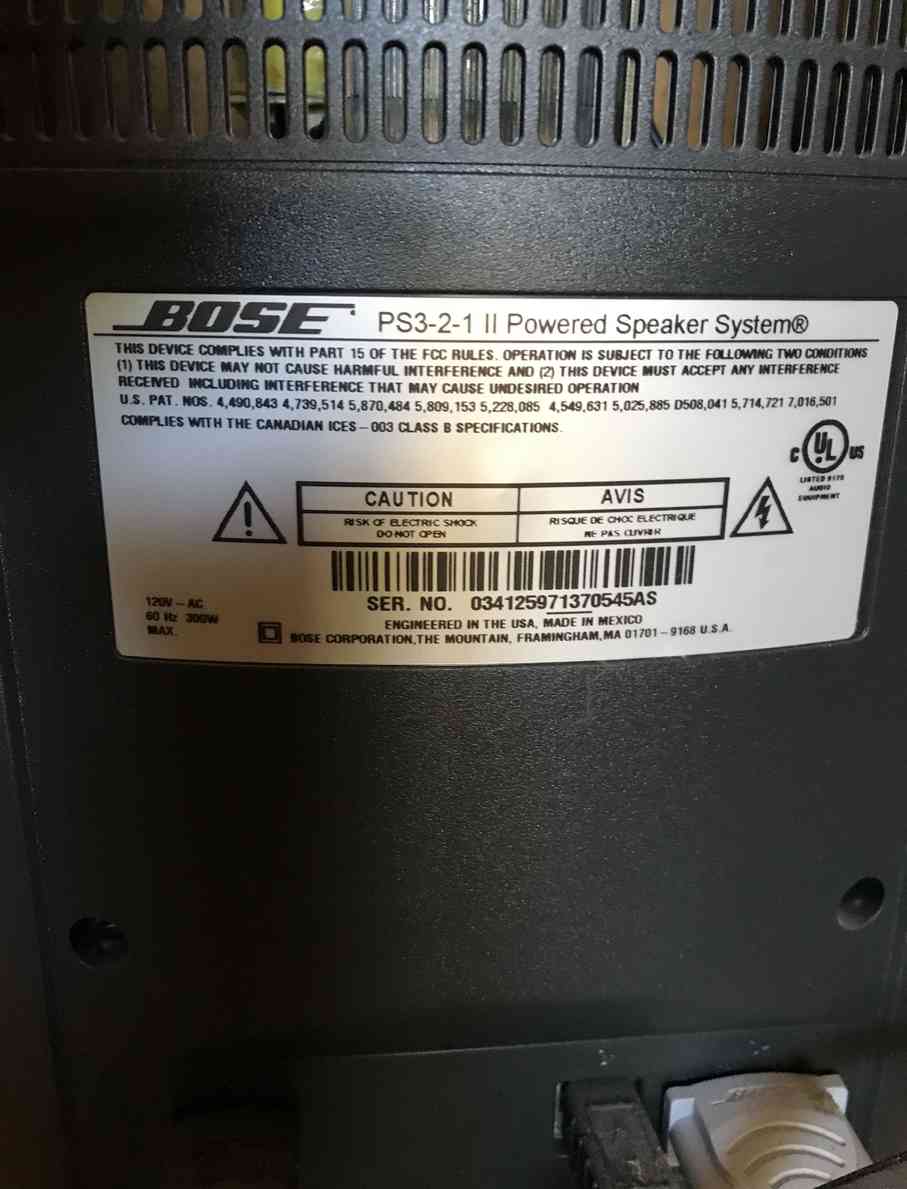 BOSE PS3-2-1 II Powered Speaker System®
THIS DEVICE COMPLIES WITH PART 15 OF THE FCC RULES. OPERATION IS SUBJECT TO THE FOLLOWING TWO CONDITIONS
(1) THIS DEVICE MAY NOT CAUSE HARMFUL INTERFERENCE AND (2) THIS DEVICE MUST ACCEPT ANY INTERFERENCE
RECEIVED INCLUDING INTERFERENCE THAT MAY CAUSE UNDESIRED OPERATION
U.S. PAT. NOS. 4,490,843 4,739,514 5,870,484 5,809,153 5,228,085 4,549,631 5,025,885 D508,041 5,714,721 7,016,501
COMPLIES WITH THE CANADIAN ICES-003 CLASS B SPECIFICATIONS.
C UL US
LISTED 917D
AUDIO
EQUIPMENT
CAUTION
RISK OF ELECTRIC SHOCK
DO NOT OPEN
AVIS
RISQUE DE CHOC ELECTRIQUE
NE PAS OUVRIR
120V - AC
60 Hz 300W
MAX.
SER. NO. 034125971370545AS
ENGINEERED IN THE USA, MADE IN MEXICO
BOSE CORPORATION,THE MOUNTAIN, FRAMINGHAM,MA 01701-9168 U.S.A.